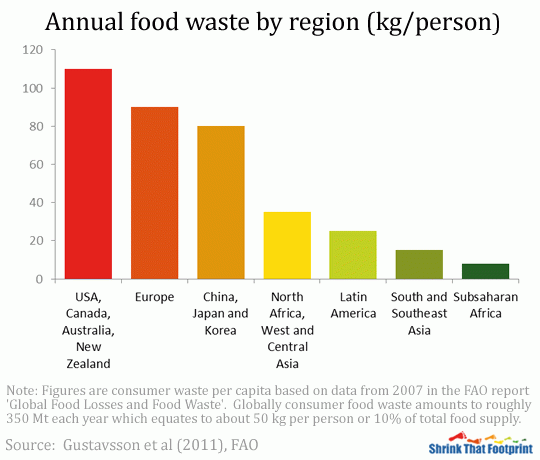 Annual food waste by region (kg/person)
120
100
80
60
40
20
0
USA,
Canada,
Australia,
New
Zealand
Europe
China,
Japan and
Korea
North
Africa,
West and
Central
Asia
Latin
America
South and
Southeast
Asia
Subsaharan
Africa
Note: Figures are consumer waste per capita based on data from 2007 in the FAO report
'Global Food Losses and Food Waste'. Globally consumer food waste amounts to roughly
350 Mt each year which equates to about 50 kg per person or 10% of total food supply.
Source: Gustavsson et al (2011), FAO
Shrink That Footprint